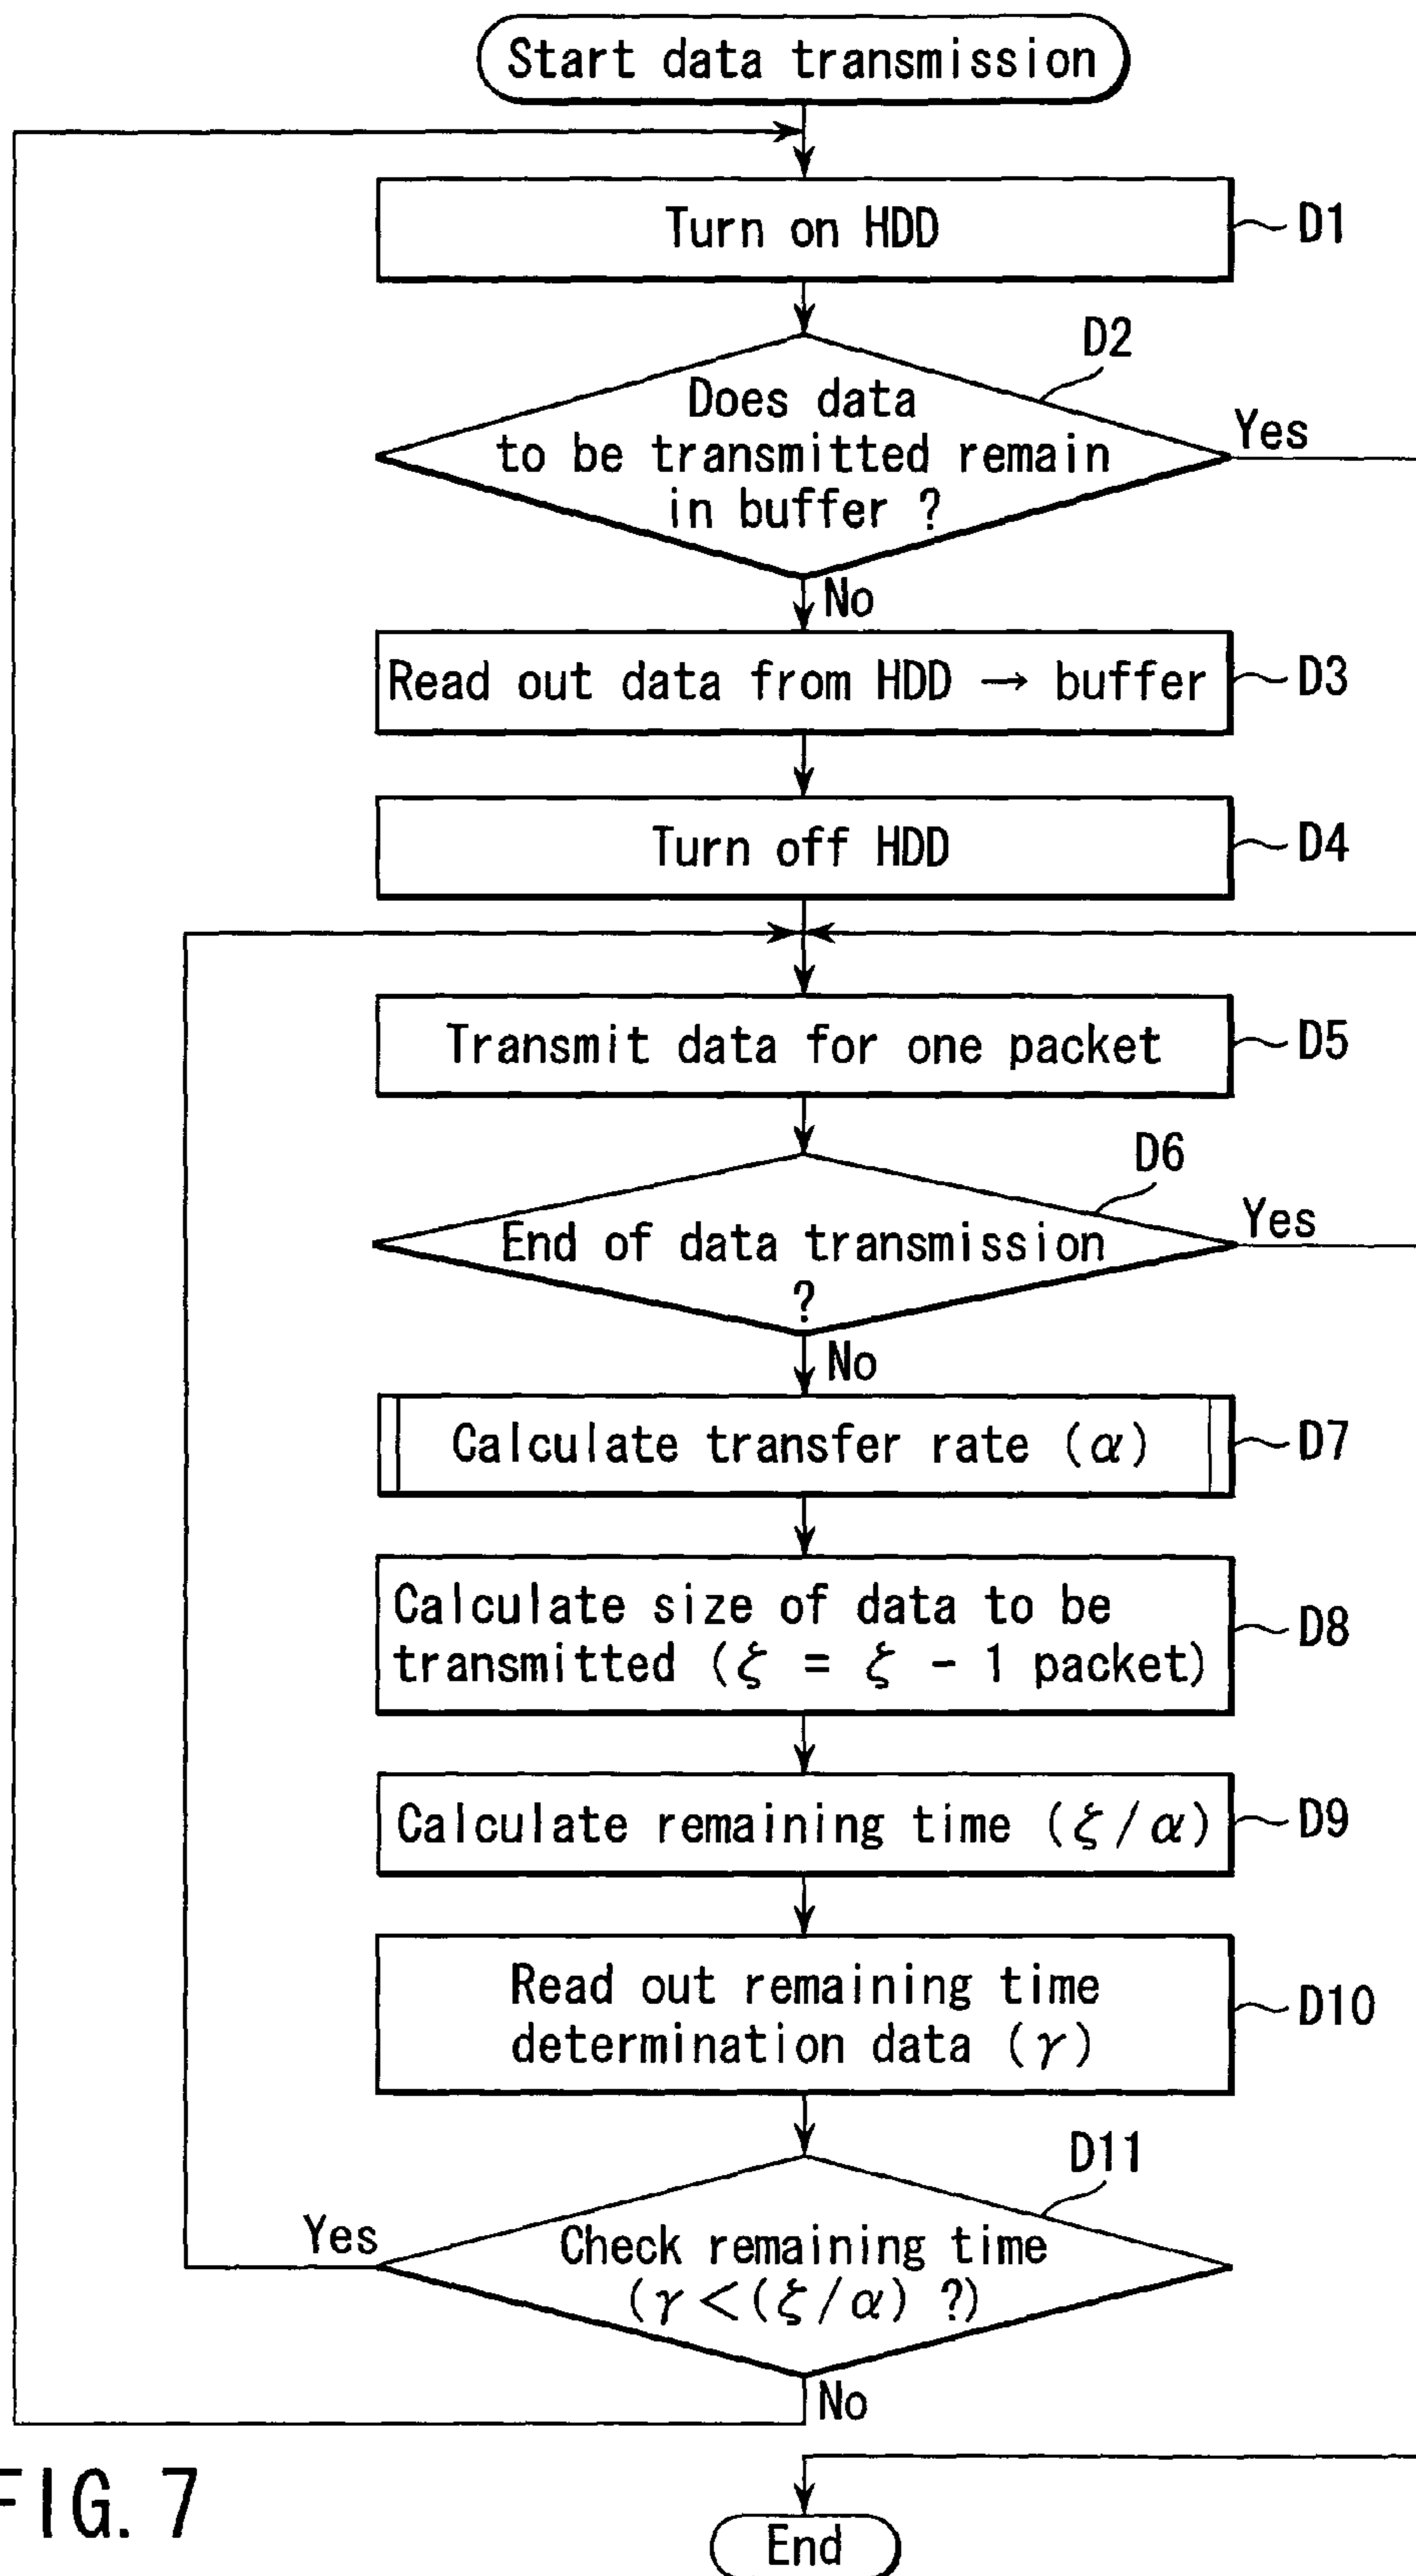 Start data transmission
Turn on HDD
D1
D2
Does data
to be transmitted remain
in buffer ?
Yes
No
Read out data from HDD → buffer
D3
Turn off HDD
D4
Transmit data for one packet
D5
D6
End of data transmission
?
Yes
No
Calculate transfer rate (α)
D7
Calculate size of data to be
transmitted (ζ = ζ - 1 packet)
D8
Calculate remaining time (ζ/α)
D9
Read out remaining time
determination data (γ)
D10
D11
Check remaining time
(γ<(ζ/α) ?)
Yes
No
FIG. 7
End